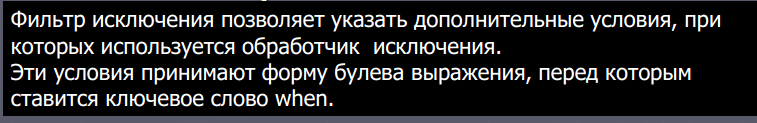 Фильтр исключения позволяет указать дополнительные условия, при
которых используется обработчик исключения.
Эти условия принимают форму булева выражения, перед которым
ставится ключевое слово when.